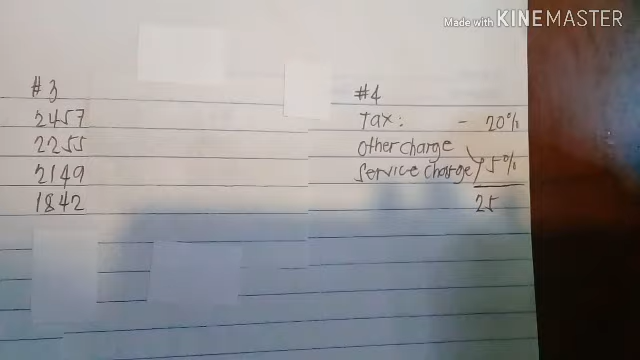 Made with KINEMASTER
#3
2457
2255
2149
1842
#4
Tax: - 20%
Other charge
Service charge 5%
25